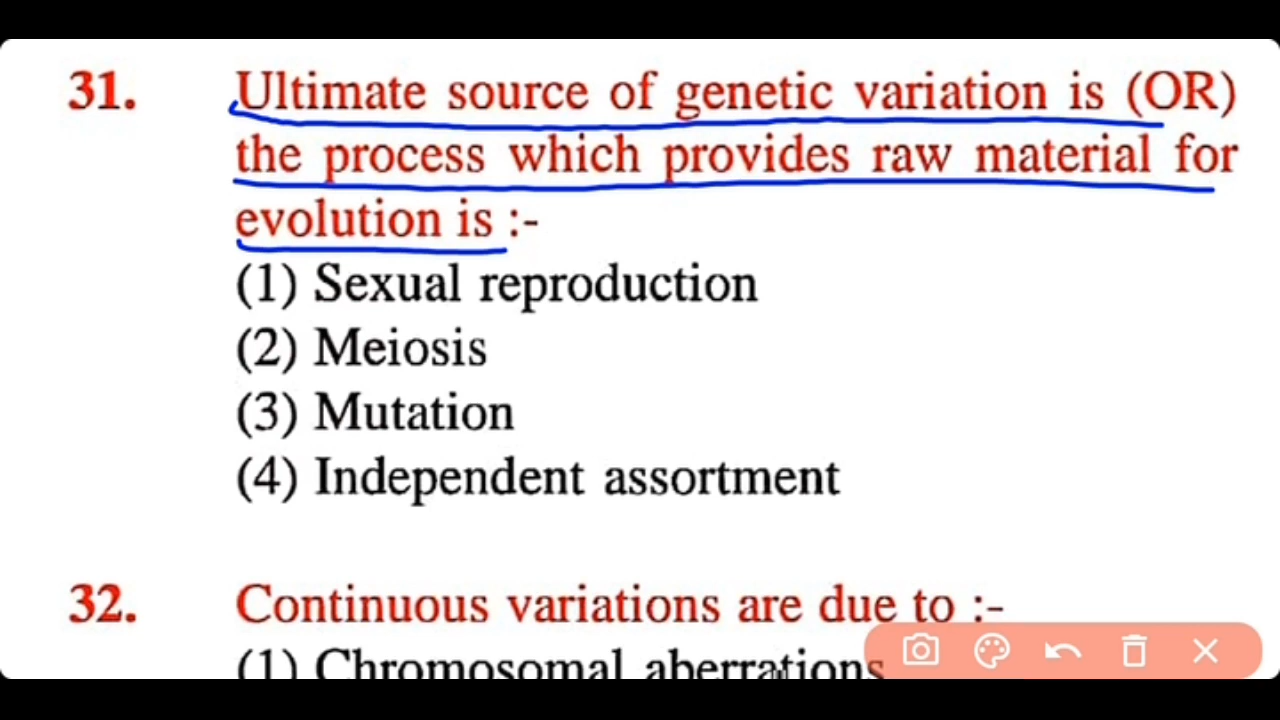 31. Ultimate source of genetic variation is (OR)
the process which provides raw material for
evolution is :-
(1) Sexual reproduction
(2) Meiosis
(3) Mutation
(4) Independent assortment
32. Continuous variations are due to :-
(1) Chromosomal aberrations